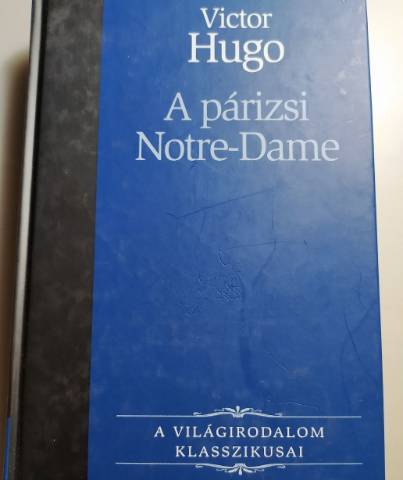 Victor
Hugo
A párizsi
Notre-Dame
A VILÁGIRODALOM
KLASSZIKUSAI